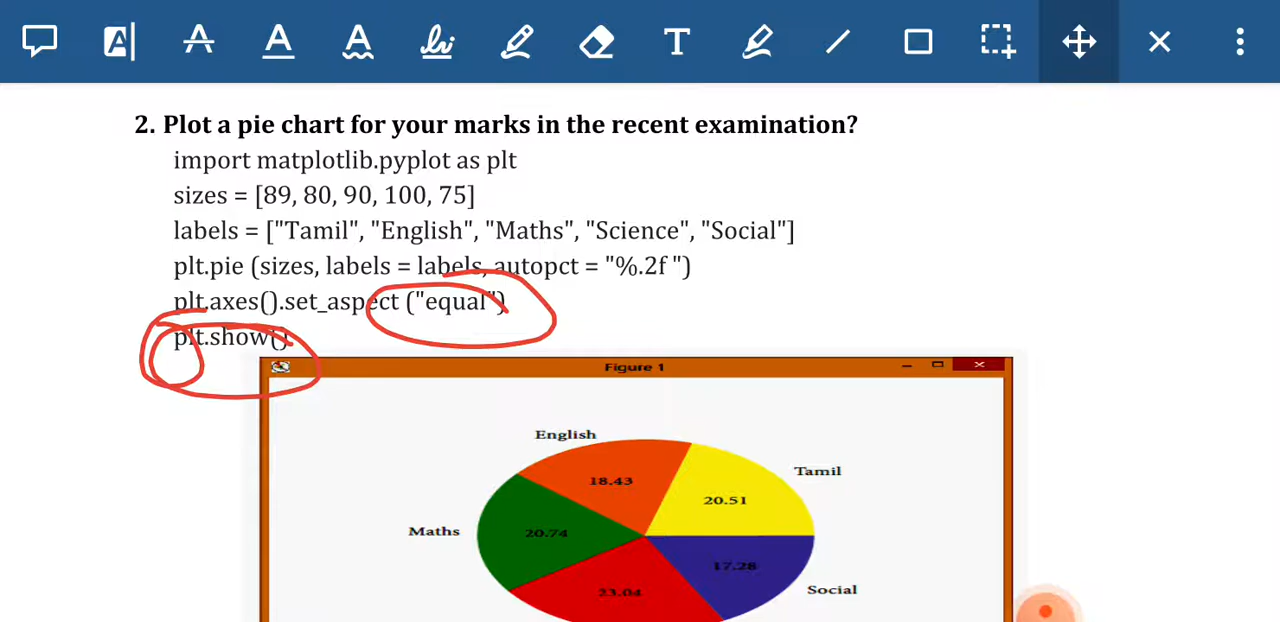 2. Plot a pie chart for your marks in the recent examination?
import matplotlib.pyplot as plt
sizes = [89, 80, 90, 100, 75]
labels = ["Tamil", "English", "Maths", "Science", "Social"]
plt.pie (sizes, labels = labels, autopct = "%.2f ")
plt.axes().set_aspect ("equal")
plt.show()
Figure 1
English
Tamil
18.43
20.51
Maths
20.74
17.28
Social
23.04